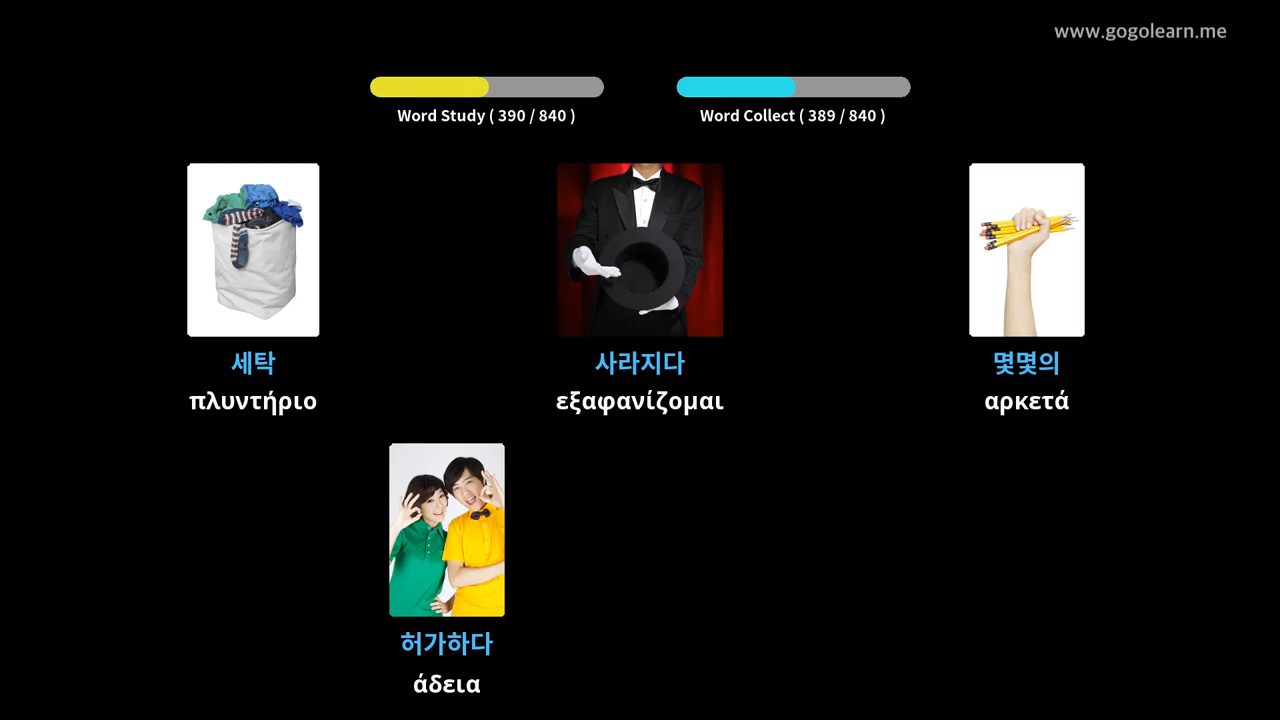 www.gogolearn.me
Word Study ( 390 / 840 )
Word Collect ( 389 / 840 )
세탁
πλυντήριο
사라지다
εξαφανίζομαι
몇몇의
αρκετά
허가하다
άδεια